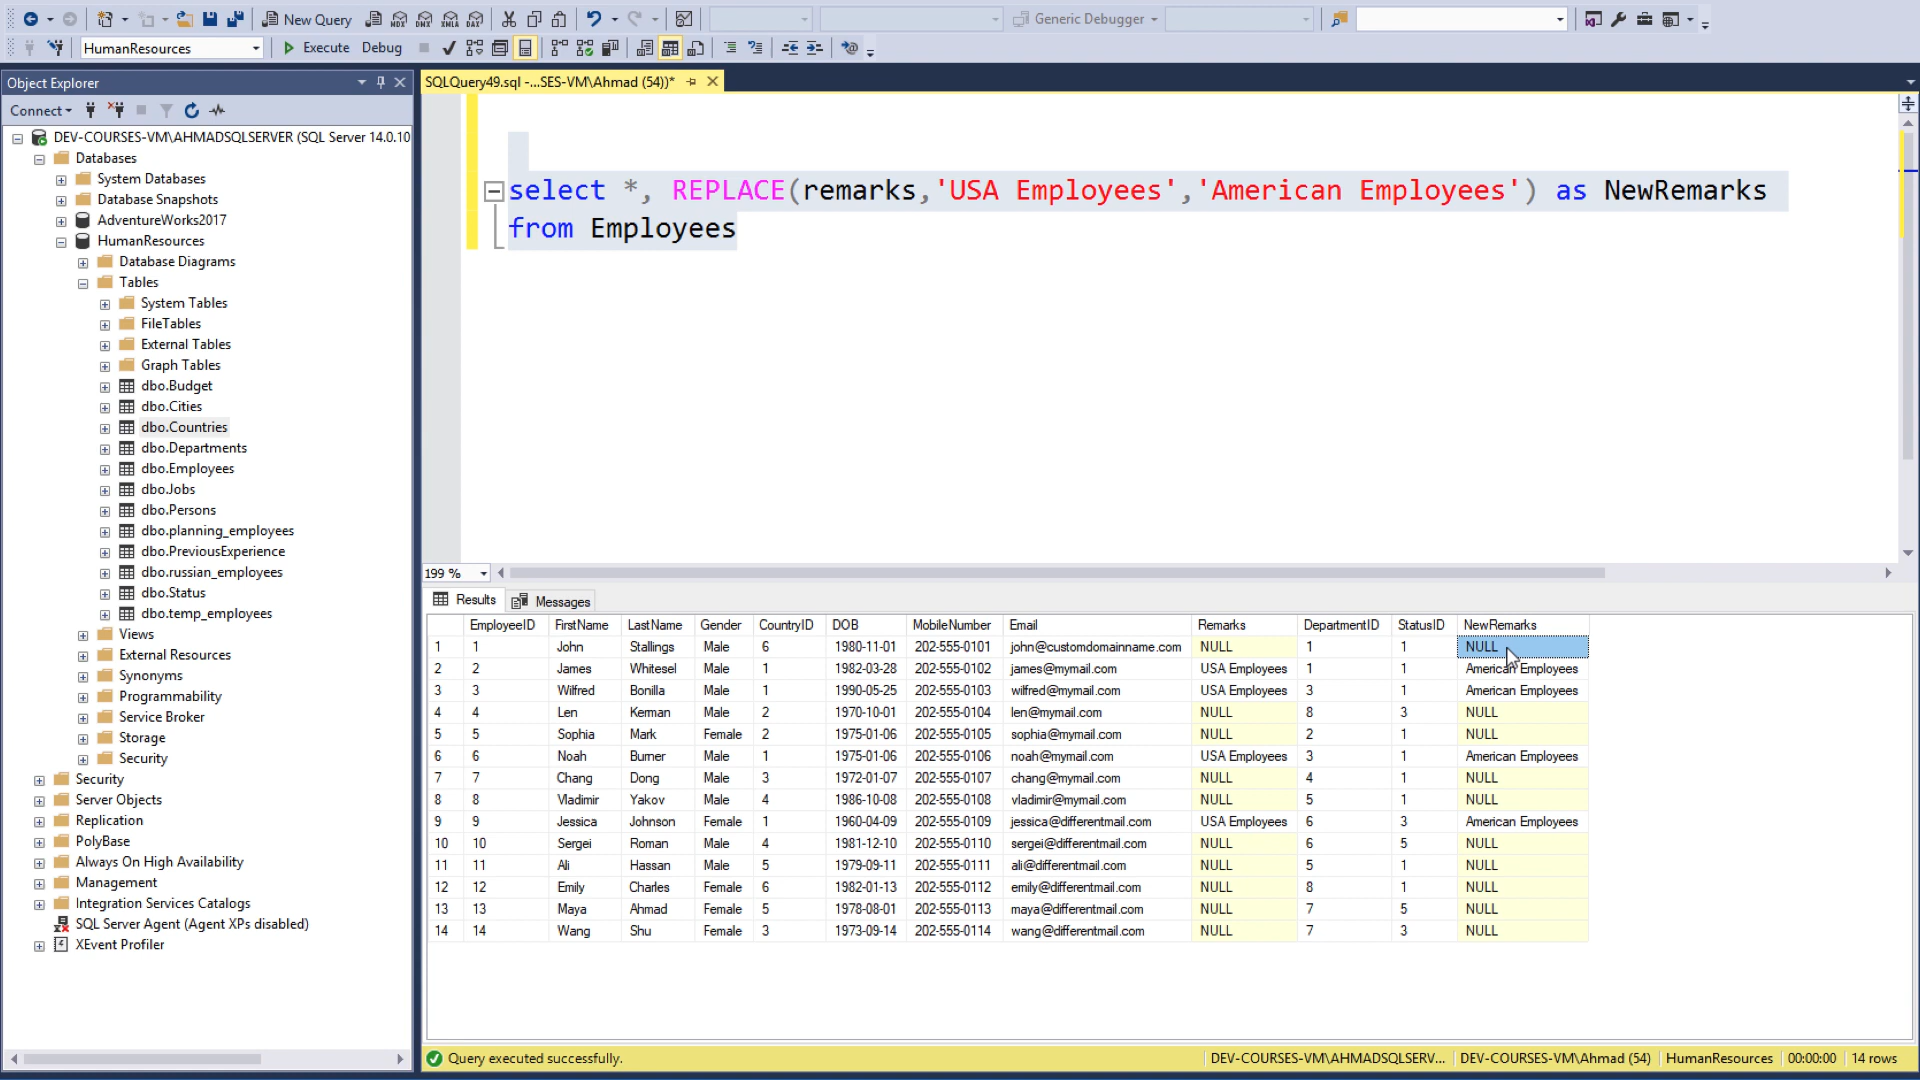 New Query
MDX
DMX
XMLA
DAX
Generic Debugger
HumanResources
Execute
Debug
Object Explorer
Connect
DEV-COURSES-VM\AHMADSQLSERVER (SQL Server 14.0.10
Databases
System Databases
Database Snapshots
AdventureWorks2017
HumanResources
Database Diagrams
Tables
System Tables
FileTables
External Tables
Graph Tables
dbo.Budget
dbo.Cities
dbo.Countries
dbo.Departments
dbo.Employees
dbo.Jobs
dbo.Persons
dbo.planning_employees
dbo.PreviousExperience
dbo.russian_employees
dbo.Status
dbo.temp_employees
Views
External Resources
Synonyms
Programmability
Service Broker
Storage
Security
Security
Server Objects
Replication
PolyBase
Always On High Availability
Management
Integration Services Catalogs
SQL Server Agent (Agent XPs disabled)
XEvent Profiler
SQLQuery49.sql -...SES-VM\Ahmad (54))*
select *, REPLACE(remarks,'USA Employees','American Employees') as NewRemarks
from Employees
199 %
Results Messages
EmployeeID FirstName LastName Gender CountryID DOB MobileNumber Email Remarks DepartmentID StatusID NewRemarks
1 1 John Stallings Male 6 1980-11-01 202-555-0101 john@customdomainname.com NULL 1 1 NULL
2 2 James Whitesel Male 1 1982-03-28 202-555-0102 james@mymail.com USA Employees 1 1 American Employees
3 3 Wilfred Bonilla Male 1 1990-05-25 202-555-0103 wilfred@mymail.com USA Employees 3 1 American Employees
4 4 Len Kerman Male 2 1970-10-01 202-555-0104 len@mymail.com NULL 8 3 NULL
5 5 Sophia Mark Female 2 1975-01-06 202-555-0105 sophia@mymail.com NULL 2 1 NULL
6 6 Noah Burner Male 1 1975-01-06 202-555-0106 noah@mymail.com USA Employees 3 1 American Employees
7 7 Chang Dong Male 3 1972-01-07 202-555-0107 chang@mymail.com NULL 4 1 NULL
8 8 Vladimir Yakov Male 4 1986-10-08 202-555-0108 vladimir@mymail.com NULL 5 1 NULL
9 9 Jessica Johnson Female 1 1960-04-09 202-555-0109 jessica@differentmail.com USA Employees 6 3 American Employees
10 10 Sergei Roman Male 4 1981-12-10 202-555-0110 sergei@differentmail.com NULL 6 5 NULL
11 11 Ali Hassan Male 5 1979-09-11 202-555-0111 ali@differentmail.com NULL 5 1 NULL
12 12 Emily Charles Female 6 1982-01-13 202-555-0112 emily@differentmail.com NULL 8 1 NULL
13 13 Maya Ahmad Female 5 1978-08-01 202-555-0113 maya@differentmail.com NULL 7 5 NULL
14 14 Wang Shu Female 3 1973-09-14 202-555-0114 wang@differentmail.com NULL 7 3 NULL
Query executed successfully. DEV-COURSES-VM\AHMADSQLSERV... DEV-COURSES-VM\Ahmad (54) HumanResources 00:00:00 14 rows